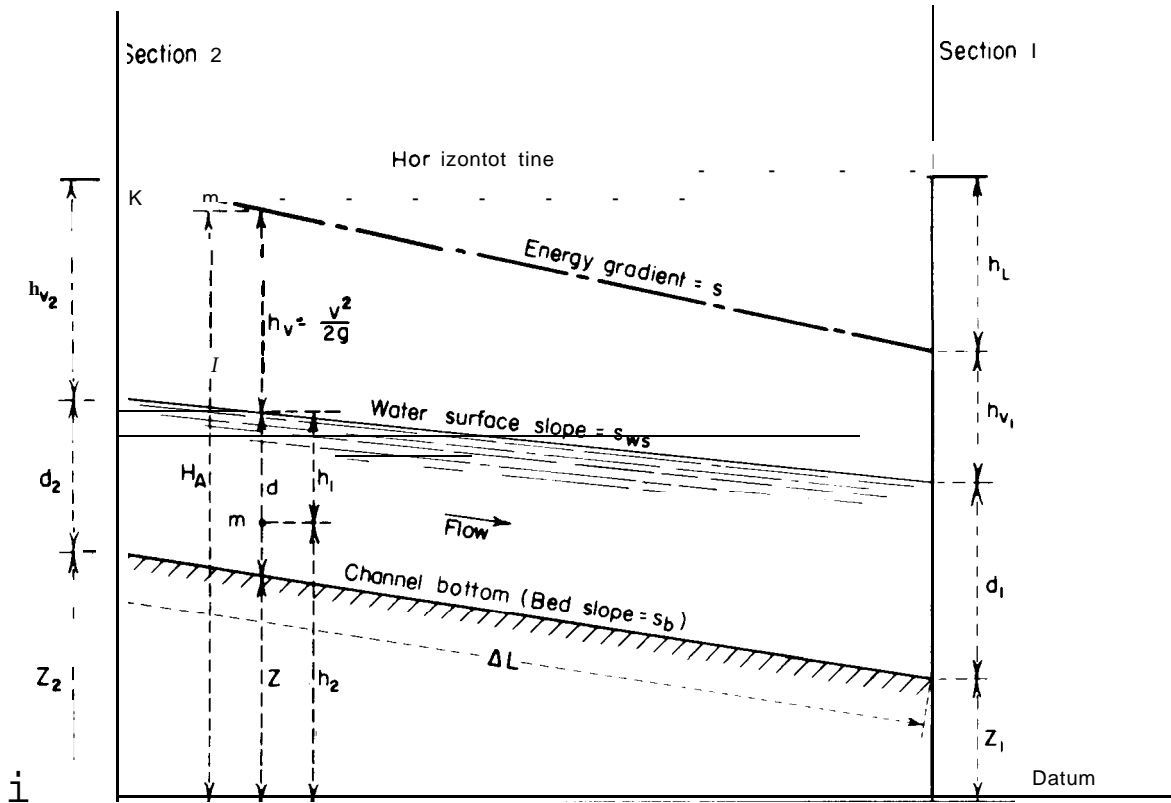 Section 2
Section 1
Hor izontot tine
K
m
Energy gradient = s
h_L
h_v2
h_v = v²/2g
I
Water surface slope = s_ws
h_v1
d_2
H_A
d
h_1
m
Flow
Channel bottom (Bed slope = s_b)
d_1
ΔL
Z_2
Z
h_2
Z_1
i
Datum